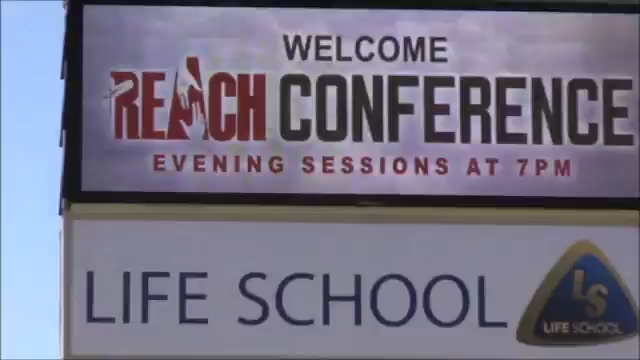 WELCOME
REACH CONFERENCE
EVENING SESSIONS AT 7PM
LIFE SCHOOL
LS
LIFE SCHOOL